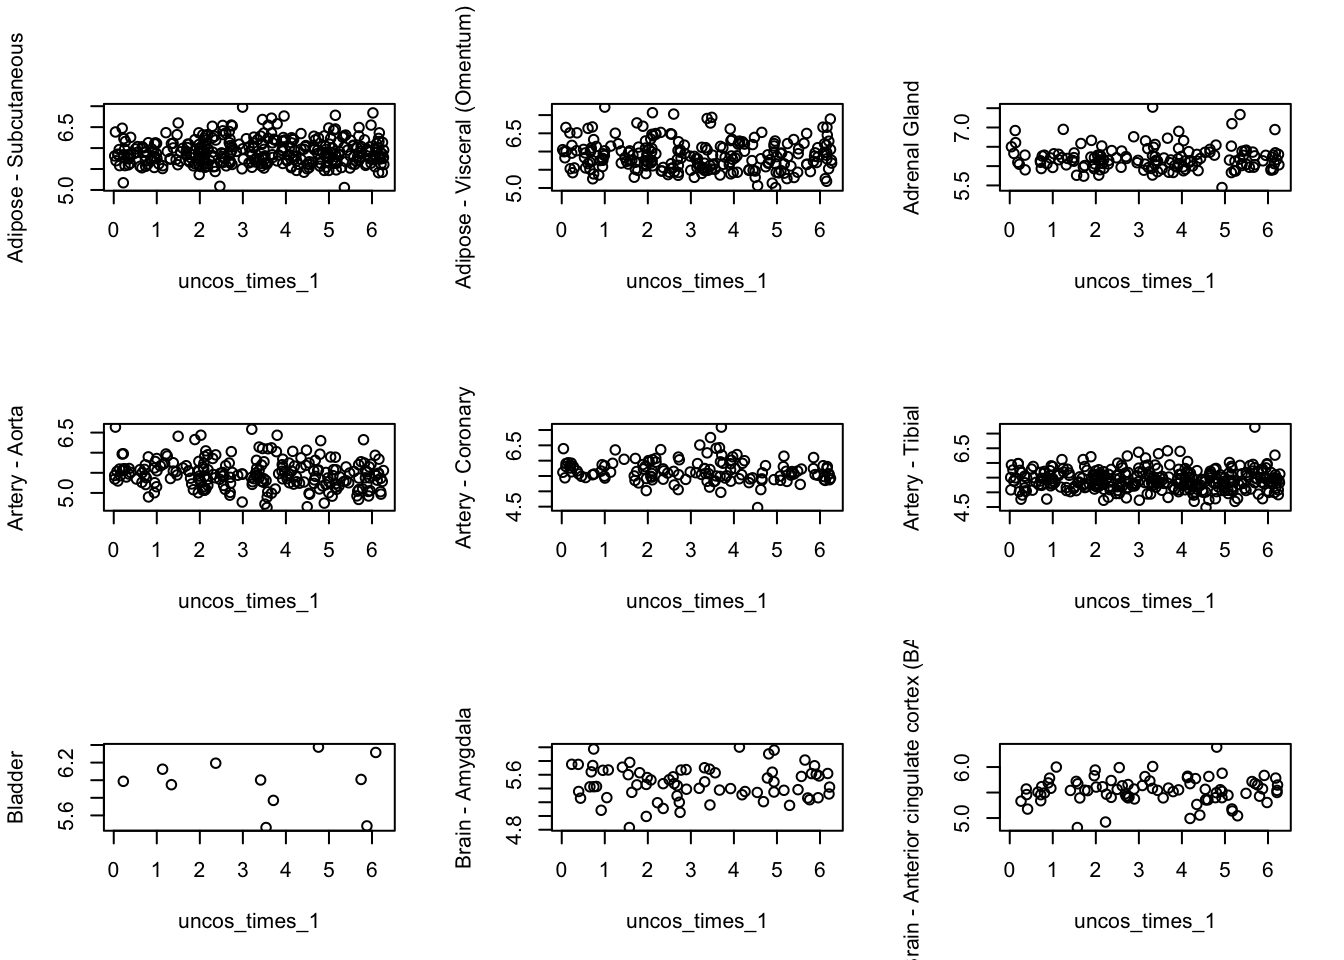 Adipose - Subcutaneous
5.0 6.5
0 1 2 3 4 5 6
uncos_times_1
Adipose - Visceral (Omentum)
5.0 6.5
0 1 2 3 4 5 6
uncos_times_1
Adrenal Gland
5.5 7.0
0 1 2 3 4 5 6
uncos_times_1
Artery - Aorta
5.0 6.5
0 1 2 3 4 5 6
uncos_times_1
Artery - Coronary
4.5 6.5
0 1 2 3 4 5 6
uncos_times_1
Artery - Tibial
4.5 6.5
0 1 2 3 4 5 6
uncos_times_1
Bladder
5.6 6.2
0 1 2 3 4 5 6
uncos_times_1
Brain - Amygdala
4.8 5.6
0 1 2 3 4 5 6
uncos_times_1
rain - Anterior cingulate cortex (BA
5.0 6.0
0 1 2 3 4 5 6
uncos_times_1